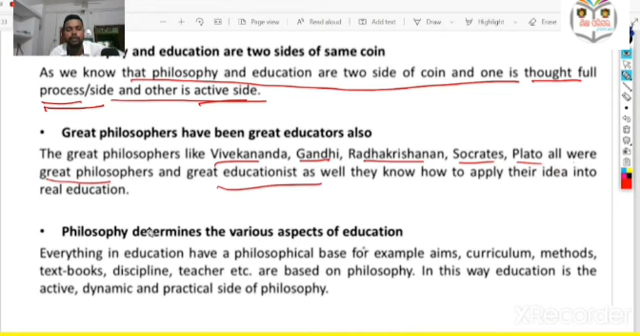 Page view
Read aloud
Add text
Draw
Highlight
Erase
y and education are two sides of same coin
As we know that philosophy and education are two side of coin and one is thought full
process/side and other is active side.
• Great philosophers have been great educators also
The great philosophers like Vivekananda, Gandhi, Radhakrishanan, Socrates, Plato all were
great philosophers and great educationist as well they know how to apply their idea into
real education.
• Philosophy determines the various aspects of education
Everything in education have a philosophical base for example aims, curriculum, methods,
text-books, discipline, teacher etc. are based on philosophy. In this way education is the
active, dynamic and practical side of philosophy.
XRecorder